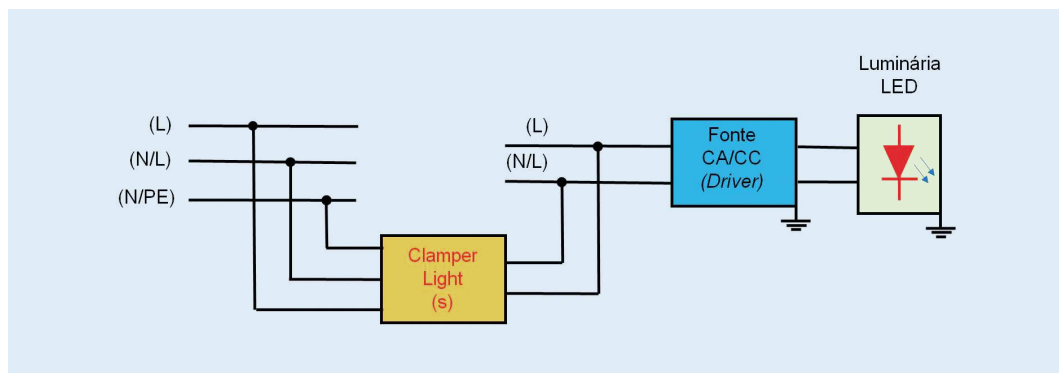 Luminária
LED
(L)
(N/L)
(N/PE)
(L)
(N/L)
Fonte
CA/CC
(Driver)
Clamper
Light
(s)